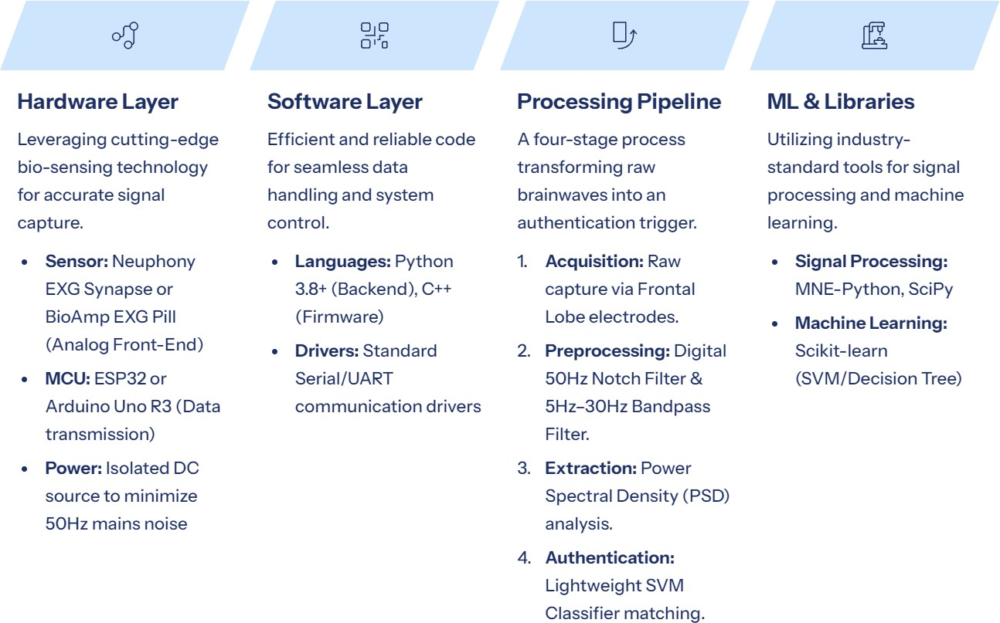 Hardware Layer
Leveraging cutting-edge
bio-sensing technology
for accurate signal
capture.
• Sensor: Neuphony
EXG Synapse or
BioAmp EXG Pill
(Analog Front-End)
• MCU: ESP32 or
Arduino Uno R3 (Data
transmission)
• Power: Isolated DC
source to minimize
50Hz mains noise
Software Layer
Efficient and reliable code
for seamless data
handling and system
control.
• Languages: Python
3.8+ (Backend), C++
(Firmware)
• Drivers: Standard
Serial/UART
communication drivers
Processing Pipeline
A four-stage process
transforming raw
brainwaves into an
authentication trigger.
1. Acquisition: Raw
capture via Frontal
Lobe electrodes.
2. Preprocessing: Digital
50Hz Notch Filter &
5Hz–30Hz Bandpass
Filter.
3. Extraction: Power
Spectral Density (PSD)
analysis.
4. Authentication:
Lightweight SVM
Classifier matching.
ML & Libraries
Utilizing industry-
standard tools for signal
processing and machine
learning.
• Signal Processing:
MNE-Python, SciPy
• Machine Learning:
Scikit-learn
(SVM/Decision Tree)